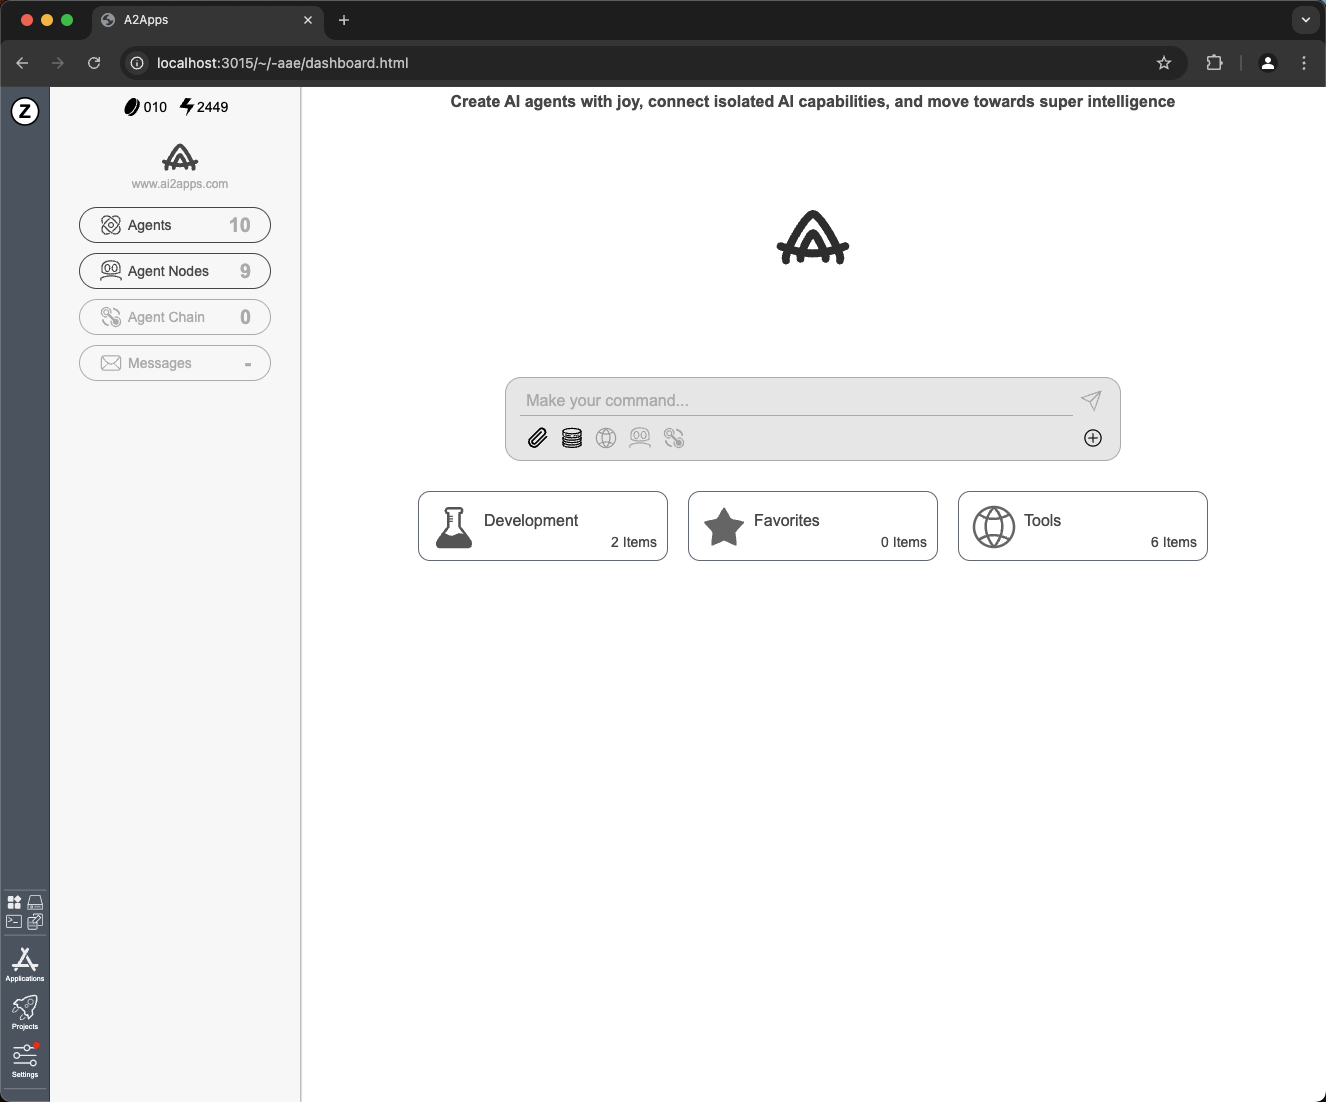 A2Apps
localhost:3015/~/-aae/dashboard.html
Z
010 2449
www.ai2apps.com
Agents 10
Agent Nodes 9
Agent Chain 0
Messages -
Applications
Projects
Settings
Create AI agents with joy, connect isolated AI capabilities, and move towards super intelligence
Make your command...
Development
2 Items
Favorites
0 Items
Tools
6 Items